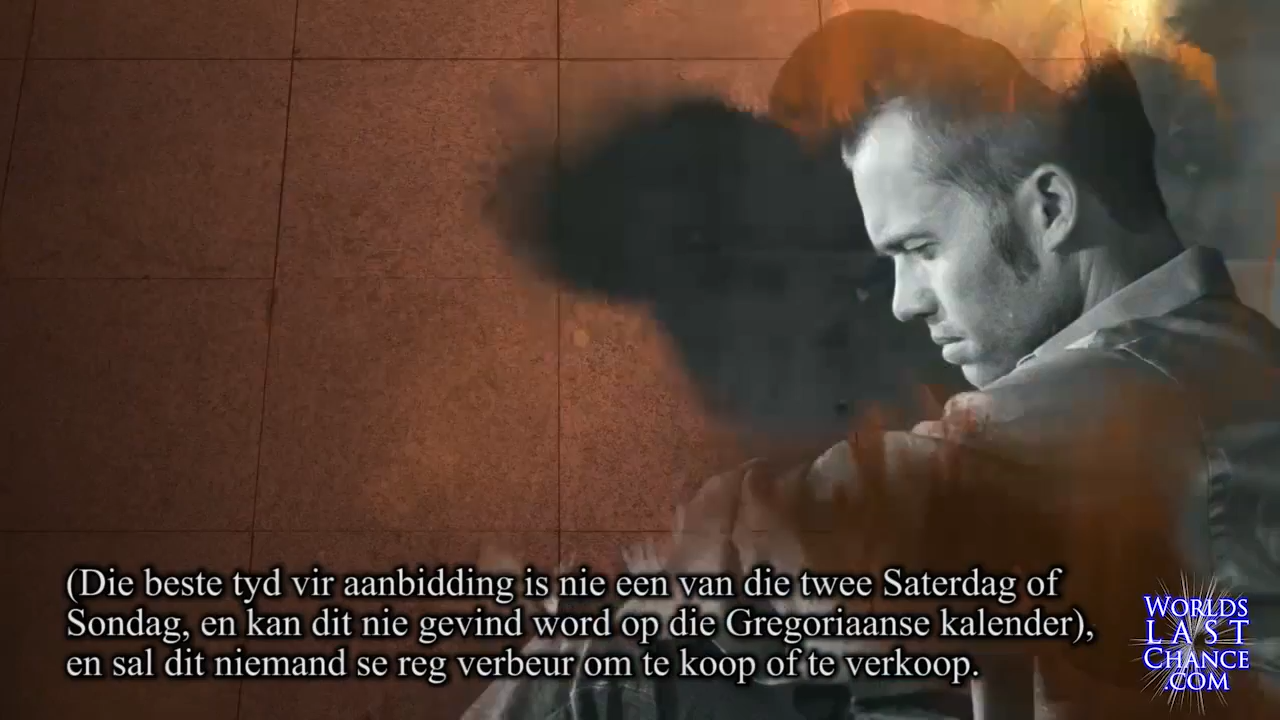 (Die beste tyd vir aanbidding is nie een van die twee Saterdag of
Sondag, en kan dit nie gevind word op die Gregoriaanse kalender),
en sal dit niemand se reg verbeur om te koop of te verkoop.
WORLDS
LAST
CHANCE
.COM